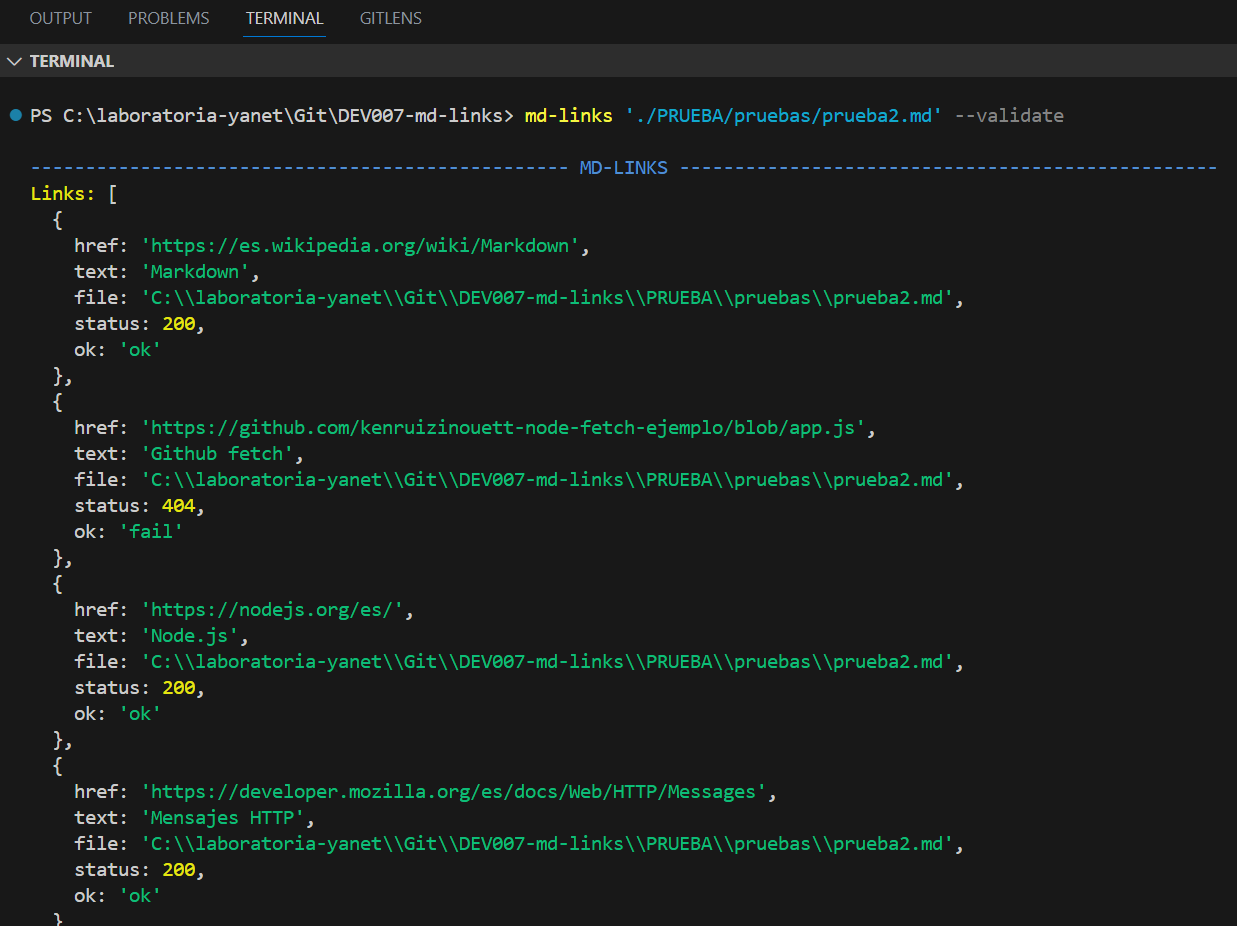 OUTPUT PROBLEMS TERMINAL GITLENS
TERMINAL
PS C:\laboratoria-yanet\Git\DEV007-md-links> md-links './PRUEBA/pruebas/prueba2.md' --validate
------------------------------------------------- MD-LINKS -------------------------------------------------
Links: [
{
href: 'https://es.wikipedia.org/wiki/Markdown',
text: 'Markdown',
file: 'C:\\laboratoria-yanet\\Git\\DEV007-md-links\\PRUEBA\\pruebas\\prueba2.md',
status: 200,
ok: 'ok'
},
{
href: 'https://github.com/kenruizinouett-node-fetch-ejemplo/blob/app.js',
text: 'Github fetch',
file: 'C:\\laboratoria-yanet\\Git\\DEV007-md-links\\PRUEBA\\pruebas\\prueba2.md',
status: 404,
ok: 'fail'
},
{
href: 'https://nodejs.org/es/',
text: 'Node.js',
file: 'C:\\laboratoria-yanet\\Git\\DEV007-md-links\\PRUEBA\\pruebas\\prueba2.md',
status: 200,
ok: 'ok'
},
{
href: 'https://developer.mozilla.org/es/docs/Web/HTTP/Messages',
text: 'Mensajes HTTP',
file: 'C:\\laboratoria-yanet\\Git\\DEV007-md-links\\PRUEBA\\pruebas\\prueba2.md',
status: 200,
ok: 'ok'
}